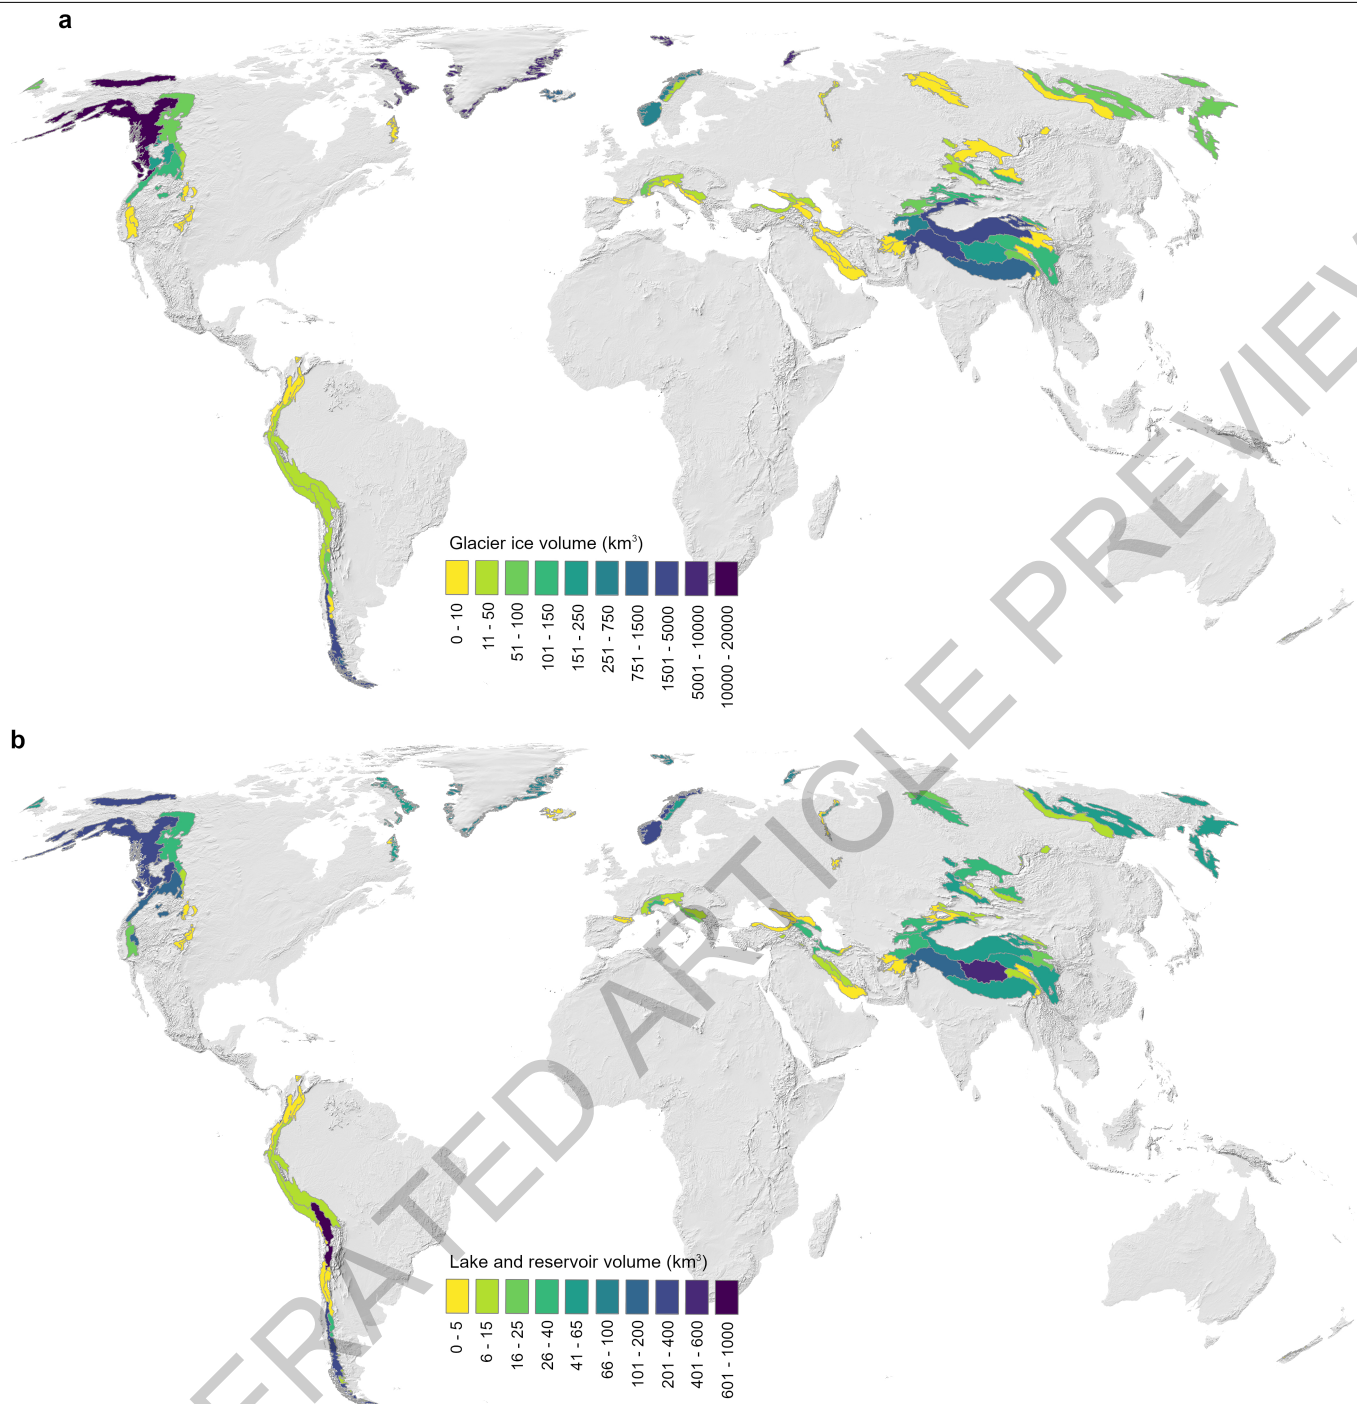 a
Glacier ice volume (km³)
0 - 10
11 - 50
51 - 100
101 - 150
151 - 250
251 - 750
751 - 1500
1501 - 5000
5001 - 10000
10000 - 20000
b
Lake and reservoir volume (km³)
0 - 5
6 - 15
16 - 25
26 - 40
41 - 65
66 - 100
101 - 200
201 - 400
401 - 600
601 - 1000
ERATED ARTICLE PREVIEW